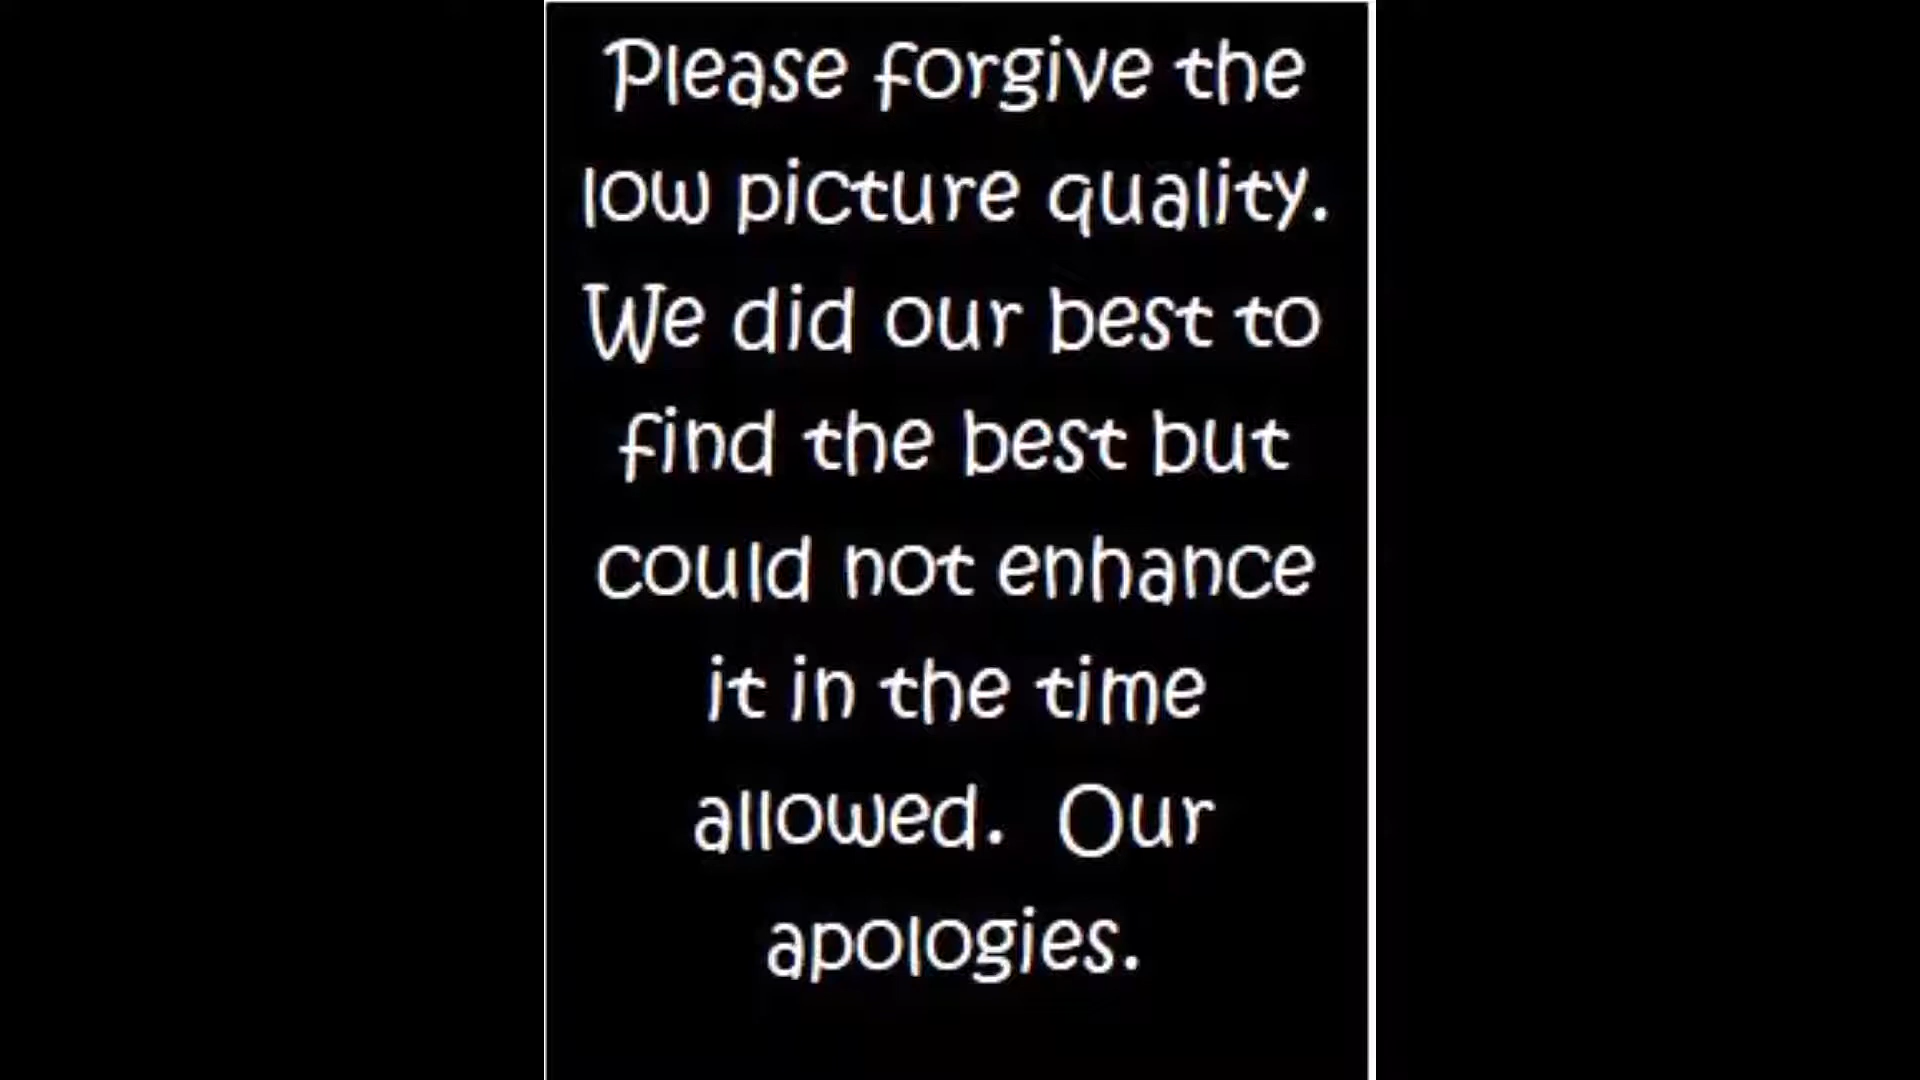 Please forgive the
low picture quality.
We did our best to
find the best but
could not enhance
it in the time
allowed.  Our
apologies.